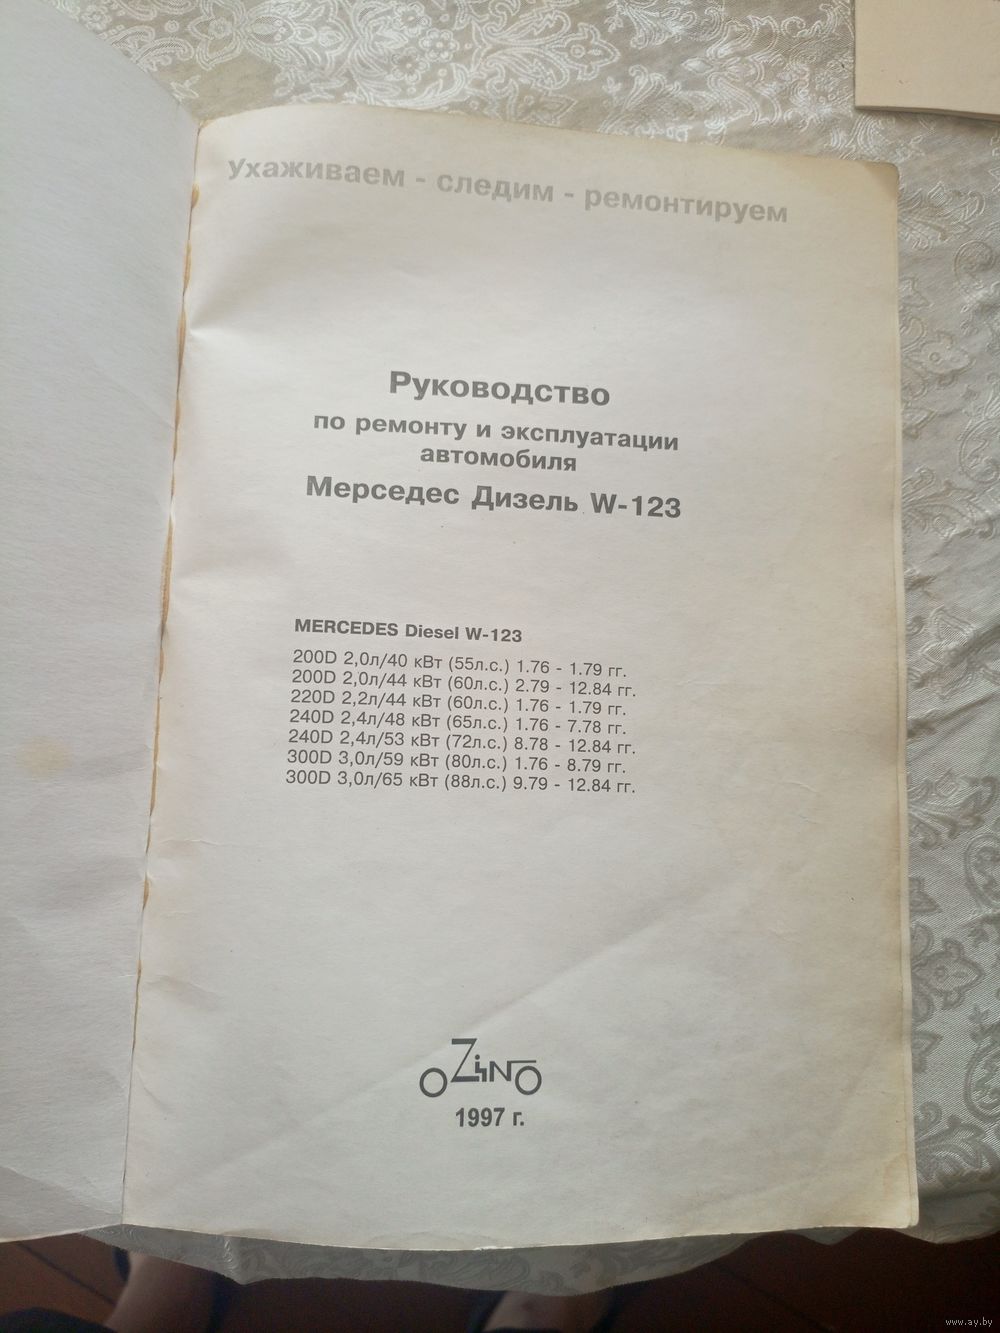 Ухаживаем - следим - ремонтируем
Руководство
по ремонту и эксплуатации
автомобиля
Мерседес Дизель W-123
MERCEDES Diesel W-123
200D 2,0л/40 кВт (55л.с.) 1.76 - 1.79 гг.
200D 2,0л/44 кВт (60л.с.) 2.79 - 12.84 гг.
220D 2,2л/44 кВт (60л.с.) 1.76 - 1.79 гг.
240D 2,4л/48 кВт (65л.с.) 1.76 - 7.78 гг.
240D 2,4л/53 кВт (72л.с.) 8.78 - 12.84 гг.
300D 3,0л/59 кВт (80л.с.) 1.76 - 8.79 гг.
300D 3,0л/65 кВт (88л.с.) 9.79 - 12.84 гг.
ZiNO
1997 г.
www.ay.by